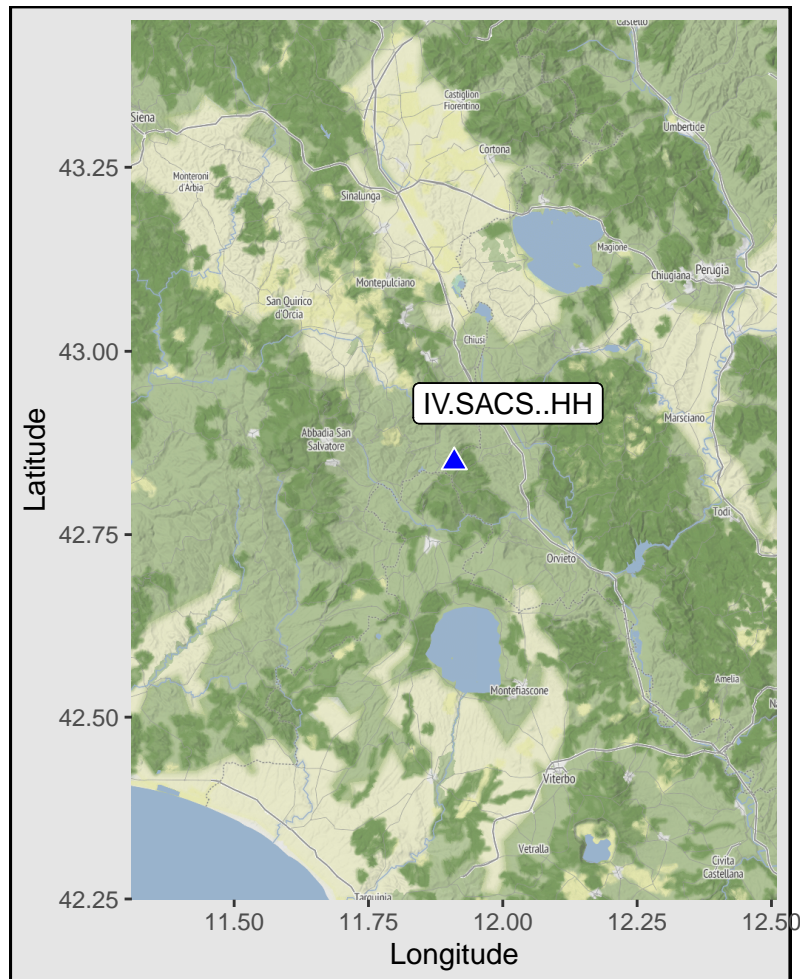 Castello
Siena
Castiglion
Fiorentino
Umbertide
43.25
Cortona
Monteroni
d'Arbia
Sinalunga
Magione
Chiugiana
Perugia
Montepulciano
San Quirico
d'Orcia
Chiusi
43.00
IV.SACS..HH
Marsciano
Abbadia San
Salvatore
Latitude
Todi
42.75
Orvieto
Amelia
Montefiascone
N
42.50
Viterbo
Vetralla
Civita
Castellana
Tarquinia
42.25
11.50
11.75
12.00
12.25
12.50
Longitude